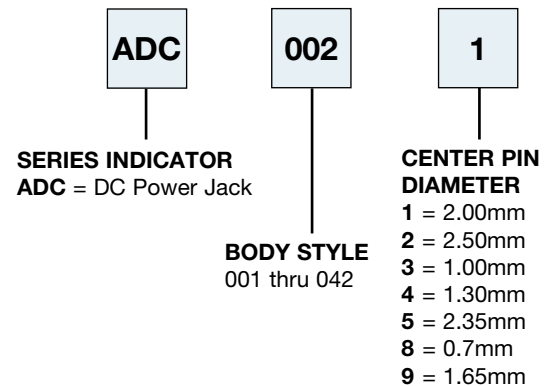 ADC 002 1
SERIES INDICATOR
ADC = DC Power Jack
BODY STYLE
001 thru 042
CENTER PIN
DIAMETER
1 = 2.00mm
2 = 2.50mm
3 = 1.00mm
4 = 1.30mm
5 = 2.35mm
8 = 0.7mm
9 = 1.65mm